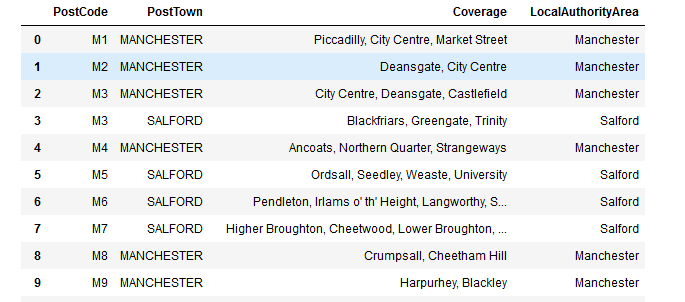 PostCode PostTown Coverage LocalAuthorityArea
0 M1 MANCHESTER Piccadilly, City Centre, Market Street Manchester
1 M2 MANCHESTER Deansgate, City Centre Manchester
2 M3 MANCHESTER City Centre, Deansgate, Castlefield Manchester
3 M3 SALFORD Blackfriars, Greengate, Trinity Salford
4 M4 MANCHESTER Ancoats, Northern Quarter, Strangeways Manchester
5 M5 SALFORD Ordsall, Seedley, Weaste, University Salford
6 M6 SALFORD Pendleton, Irlams o' th' Height, Langworthy, S... Salford
7 M7 SALFORD Higher Broughton, Cheetwood, Lower Broughton, ... Salford
8 M8 MANCHESTER Crumpsall, Cheetham Hill Manchester
9 M9 MANCHESTER Harpurhey, Blackley Manchester